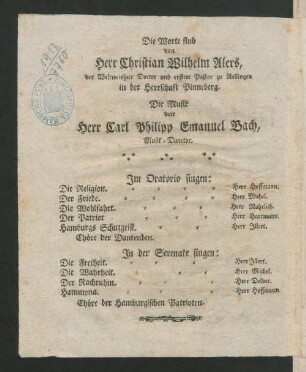 Die Worte sind
von
Herr Christian Wilhelm Alers,
der Weltweisheit Doctor und erstem Pastor zu Rellingen
in der Herrschaft Pinneberg.
Die Musik
von
Herr Carl Philipp Emanuel Bach,
Musik-Director.
Im Oratorio singen:
Die Religion. Herr Hoffmann.
Der Friede. Herr Michel.
Die Wohlfahrt. Herr
Der Patriot Herr Hartmann.
Hamburgs Schutzgeist. Herr Illert.
Chöre der Dankenden.
In der Serenate singen:
Die Freiheit. Herr Illert.
Die Wahrheit. Herr Michel.
Der Nachruhm. Herr Delver.
Hammona. Herr Hoffmann
Chöre der Hamburgischen Patrioten.